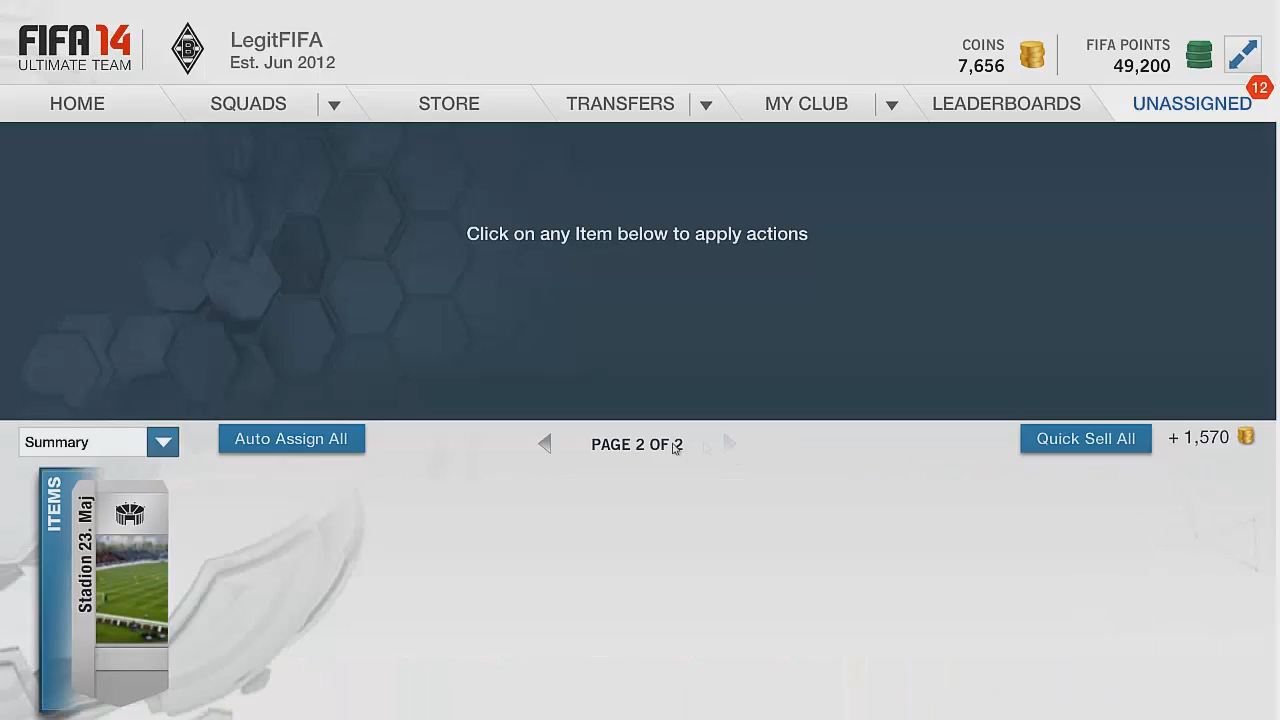 FIFA 14
ULTIMATE TEAM
LegitFIFA
Est. Jun 2012
COINS
7,656
FIFA POINTS
49,200
HOME
SQUADS
STORE
TRANSFERS
MY CLUB
LEADERBOARDS
UNASSIGNED
12
Click on any Item below to apply actions
Summary
Auto Assign All
PAGE 2 OF 2
Quick Sell All
+ 1,570
ITEMS
Stadion 23. Maj